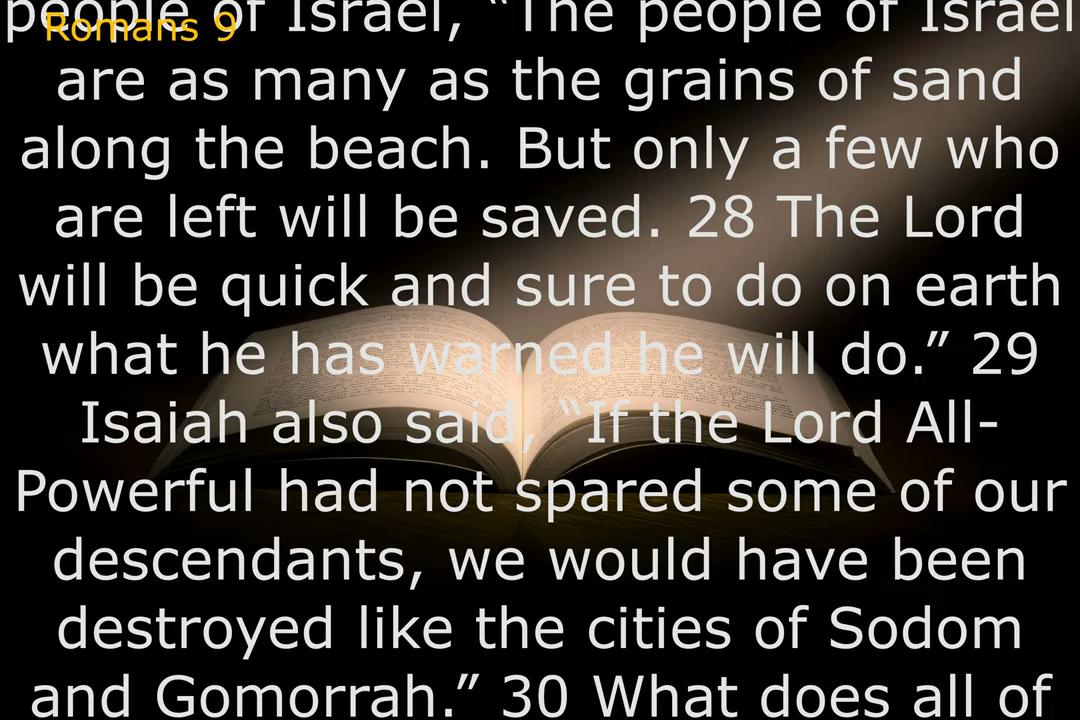 Romans 9
people of Israel, “The people of Israel
are as many as the grains of sand
along the beach. But only a few who
are left will be saved. 28 The Lord
will be quick and sure to do on earth
what he has warned he will do.” 29
Isaiah also said, “If the Lord All-
Powerful had not spared some of our
descendants, we would have been
destroyed like the cities of Sodom
and Gomorrah.” 30 What does all of